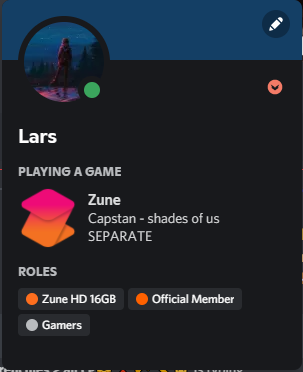 Lars
PLAYING A GAME
Zune
Capstan - shades of us
SEPARATE
ROLES
Zune HD 16GB
Official Member
Gamers